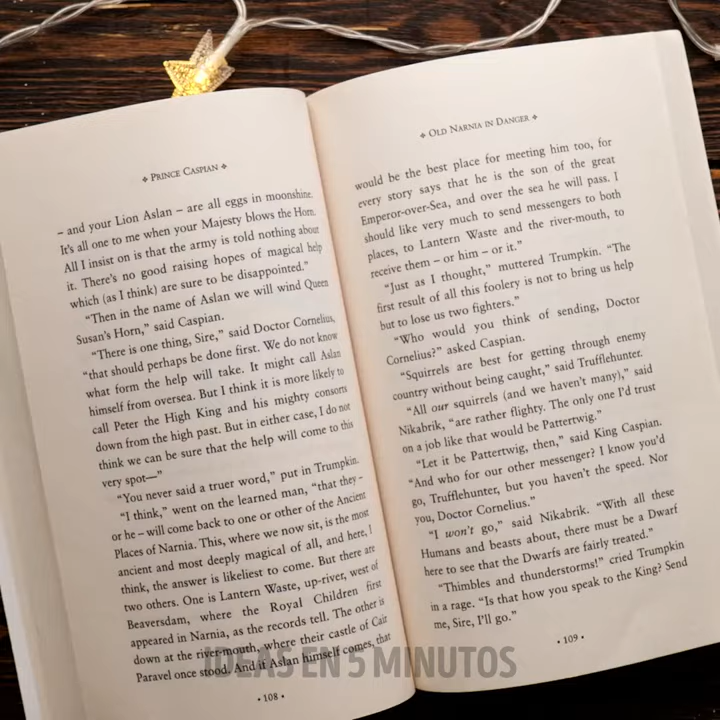 ❖ PRINCE CASPIAN ❖
– and your Lion Aslan – are all eggs in moonshine.
It's all one to me when your Majesty blows the Horn.
All I insist on is that the army is told nothing about
it. There's no good raising hopes of magical help
which (as I think) are sure to be disappointed."
"Then in the name of Aslan we will wind Queen
Susan's Horn," said Caspian.
"There is one thing, Sire," said Doctor Cornelius,
"that should perhaps be done first. We do not know
what form the help will take. It might call Aslan
himself from oversea. But I think it is more likely to
call Peter the High King and his mighty consorts
down from the high past. But in either case, I do not
think we can be sure that the help will come to this
very spot—"
"You never said a truer word," put in Trumpkin.
"I think," went on the learned man, "that they –
or he – will come back to one or other of the Ancient
Places of Narnia. This, where we now sit, is the most
ancient and most deeply magical of all, and here, I
think, the answer is likeliest to come. But there are
two others. One is Lantern Waste, up-river, west of
Beaversdam, where the Royal Children first
appeared in Narnia, as the records tell. The other is
down at the river-mouth, where their castle of Cair
Paravel once stood. And if Aslan himself comes, that
• 108 •
❖ OLD NARNIA IN DANGER ❖
would be the best place for meeting him too, for
every story says that he is the son of the great
Emperor-over-Sea, and over the sea he will pass. I
should like very much to send messengers to both
places, to Lantern Waste and the river-mouth, to
receive them – or him – or it."
"Just as I thought," muttered Trumpkin. "The
first result of all this foolery is not to bring us help
but to lose us two fighters."
"Who would you think of sending, Doctor
Cornelius?" asked Caspian.
"Squirrels are best for getting through enemy
country without being caught," said Trufflehunter.
"All our squirrels (and we haven't many)," said
Nikabrik, "are rather flighty. The only one I'd trust
on a job like that would be Pattertwig."
"Let it be Pattertwig, then," said King Caspian.
"And who for our other messenger? I know you'd
go, Trufflehunter, but you haven't the speed. Nor
you, Doctor Cornelius."
"I won't go," said Nikabrik. "With all these
Humans and beasts about, there must be a Dwarf
here to see that the Dwarfs are fairly treated."
"Thimbles and thunderstorms!" cried Trumpkin
in a rage. "Is that how you speak to the King? Send
me, Sire, I'll go."
• 109 •
IDEAS EN 5 MINUTOS